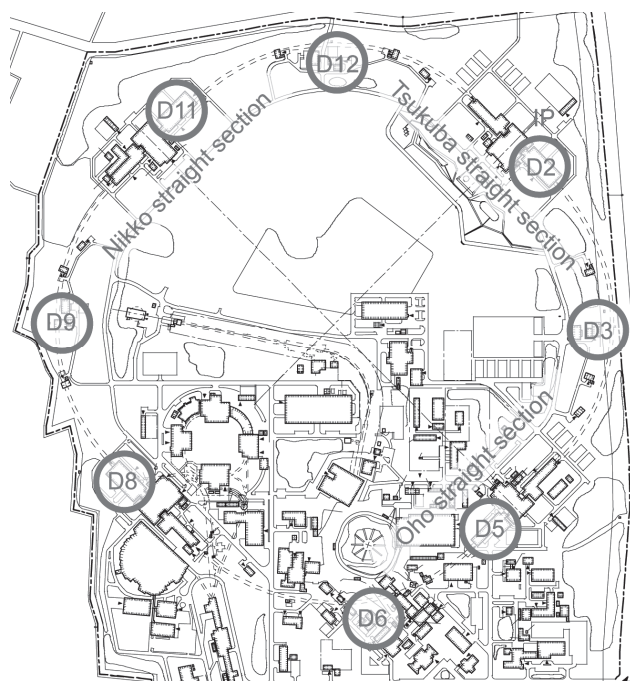 D12
D11
Nikko straight section
Tsukuba straight section
IP
D2
D9
D3
D8
Oho straight section
D5
D6